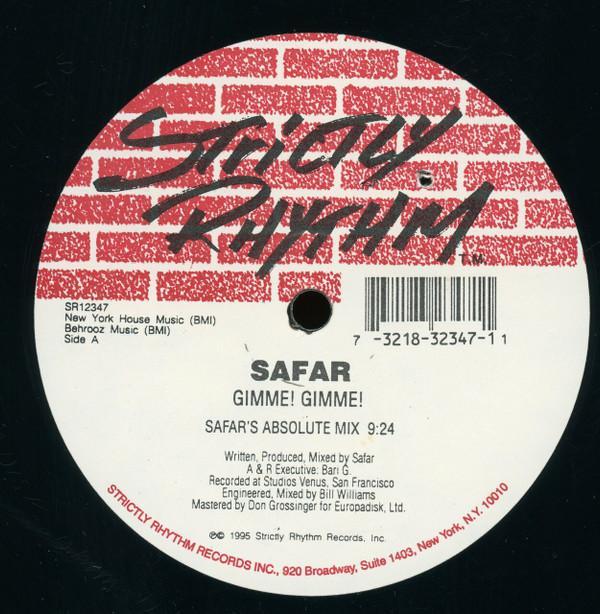 STRICTLY
RHYTHM
T.M.
SR12347
New York House Music (BMI)
Behrooz Music (BMI)
Side A
7 -3218-32347-1 1
SAFAR
GIMME! GIMME!
SAFAR'S ABSOLUTE MIX 9:24
Written, Produced, Mixed by Safar
A & R Executive: Bari G.
Recorded at Studios Venus, San Francisco
Engineered, Mixed by Bill Williams
Mastered by Don Grossinger for Europadisk, Ltd.
℗© 1995 Strictly Rhythm Records, Inc.
STRICTLY RHYTHM RECORDS INC., 920 Broadway, Suite 1403, New York, N.Y. 10010